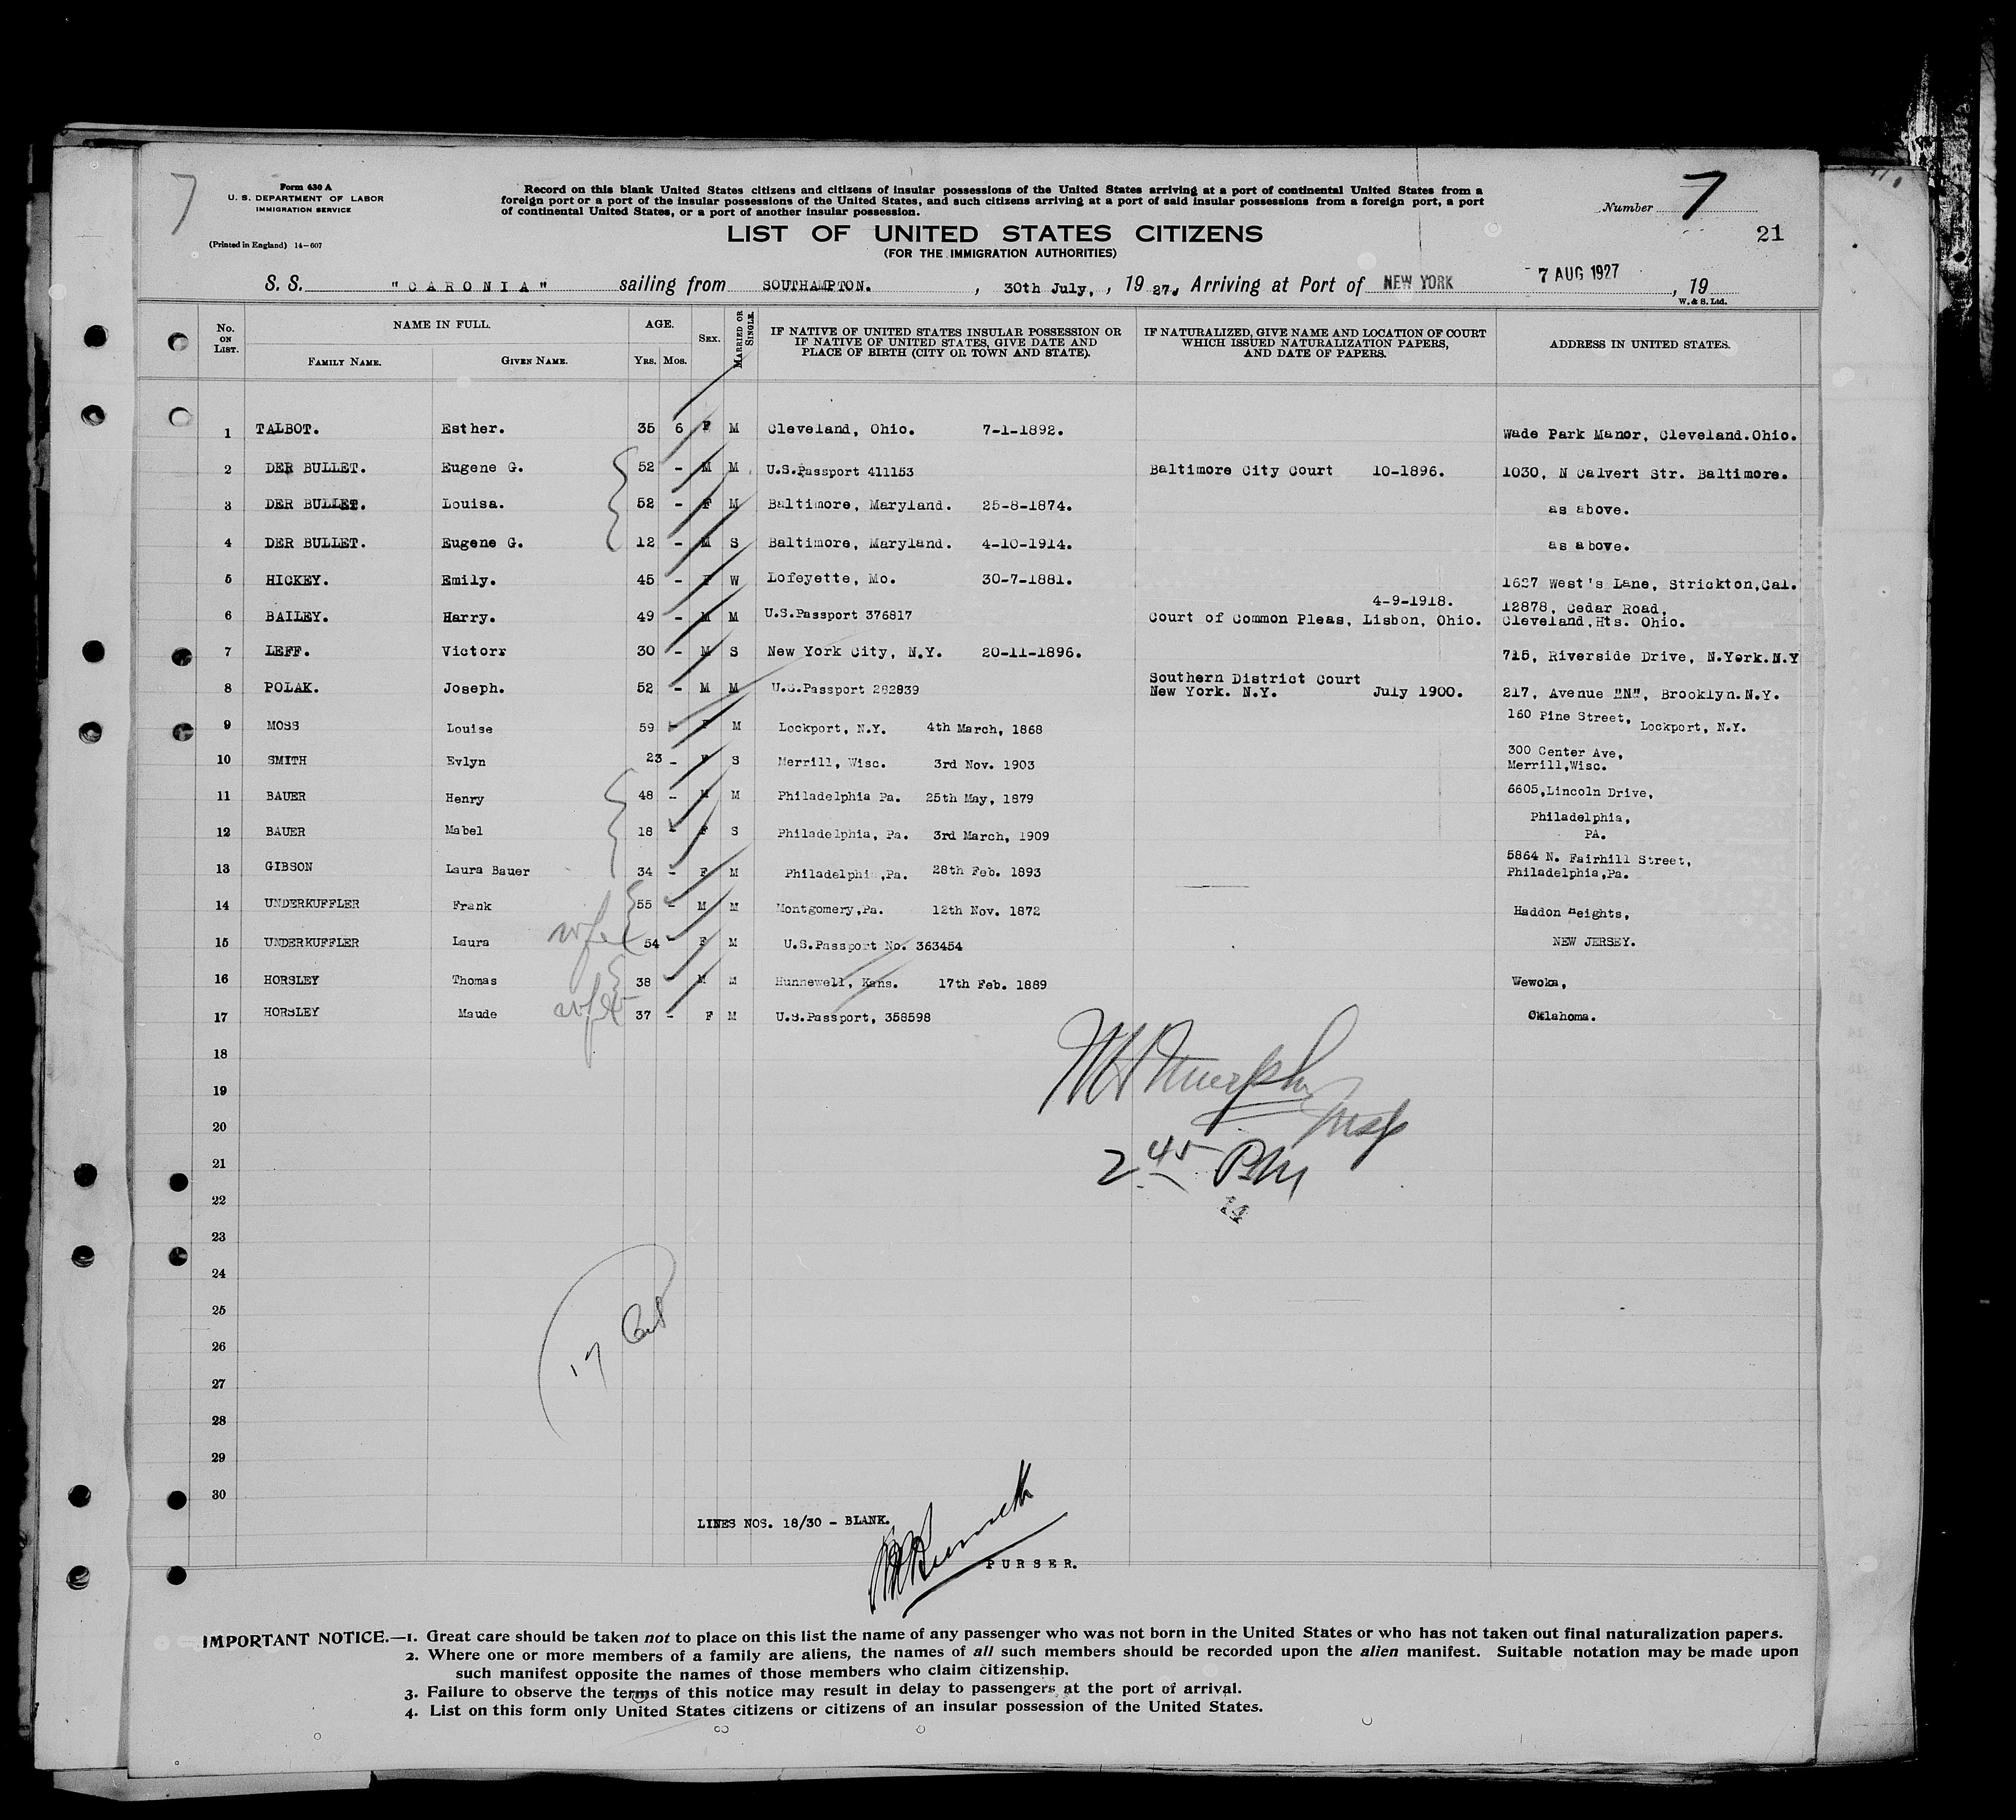 7
Form 630 A
U. S. DEPARTMENT OF LABOR
IMMIGRATION SERVICE
(Printed in England) 14-607
Record on this blank United States citizens and citizens of insular possessions of the United States arriving at a port of continental United States from a
foreign port or a port of the insular possessions of the United States, and such citizens arriving at a port of said insular possessions from a foreign port, a port
of continental United States, or a port of another insular possession.
Number 7
21
LIST OF UNITED STATES CITIZENS
(FOR THE IMMIGRATION AUTHORITIES)
S. S. "CARONIA" sailing from SOUTHAMPTON. , 30th July, , 19 27. Arriving at Port of NEW YORK 7 AUG 1927 , 19
W. & S. Ltd.
No. ON LIST. NAME IN FULL. AGE. SEX. MARRIED OR SINGLE. IF NATIVE OF UNITED STATES INSULAR POSSESSION OR IF NATIVE OF UNITED STATES, GIVE DATE AND PLACE OF BIRTH (CITY OR TOWN AND STATE). IF NATURALIZED, GIVE NAME AND LOCATION OF COURT WHICH ISSUED NATURALIZATION PAPERS, AND DATE OF PAPERS. ADDRESS IN UNITED STATES.
FAMILY NAME. GIVEN NAME. YRS. MOS.
1 TALBOT. Esther. 35 6 F M Cleveland, Ohio. 7-1-1892. Wade Park Manor, Cleveland.Ohio.
2 DER BULLET. Eugene G. 52 - M M U.S.Passport 411153 Baltimore City Court 10-1896. 1030, N Calvert Str. Baltimore.
3 DER BULLET. Louisa. 52 - F M Baltimore, Maryland. 25-8-1874. as above.
4 DER BULLET. Eugene G. 12 - M S Baltimore, Maryland. 4-10-1914. as above.
5 HICKEY. Emily. 45 - F W Lofeyette, Mo. 30-7-1881. 1627 West's Lane, Strickton,Cal.
4-9-1918. 12878, Cedar Road,
6 BAILEY. Harry. 49 - M M U.S.Passport 376817 Court of Common Pleas, Lisbon, Ohio. Cleveland,Hts. Ohio.
7 LEFF. Victorr 30 - M S New York City, N.Y. 20-11-1896. 715, Riverside Drive, N.York.N.Y
Southern District Court
8 POLAK. Joseph. 52 - M M U.S.Passport 282839 New York. N.Y. July 1900. 217, Avenue "N", Brooklyn.N.Y.
9 MOSS Louise 59 - F M Lockport, N.Y. 4th March, 1868 160 Pine Street, Lockport, N.Y.
10 SMITH Evlyn 23 - F S Merrill, Wisc. 3rd Nov. 1903 300 Center Ave,
Merrill,Wisc.
11 BAUER Henry 48 - M M Philadelphia Pa. 25th May, 1879 6605,Lincoln Drive,
12 BAUER Mabel 18 - F S Philadelphia, Pa. 3rd March, 1909 Philadelphia,
PA.
13 GIBSON Laura Bauer 34 - F M Philadelphia,Pa. 28th Feb. 1893 5864 N. Fairhill Street,
Philadelphia,Pa.
14 UNDERKUFFLER Frank 55 - M M Montgomery,Pa. 12th Nov. 1872 Haddon Heights,
15 UNDERKUFFLER Laura wife 54 - F M U.S.Passport No. 363454 NEW JERSEY.
16 HORSLEY Thomas 38 - M M Hunnewell, Kans. 17th Feb. 1889 Wewoka,
17 HORSLEY Maude wife 37 - F M U.S.Passport, 358598 Oklahoma.
18
19
20
21
22
23
24
25
26
27
28
29
30
Murphy
Insp
2 45 PM
17
LINES NOS. 18/30 - BLANK.
PURSER.
IMPORTANT NOTICE.—1. Great care should be taken not to place on this list the name of any passenger who was not born in the United States or who has not taken out final naturalization papers.
2. Where one or more members of a family are aliens, the names of all such members should be recorded upon the alien manifest. Suitable notation may be made upon
such manifest opposite the names of those members who claim citizenship.
3. Failure to observe the terms of this notice may result in delay to passengers at the port of arrival.
4. List on this form only United States citizens or citizens of an insular possession of the United States.